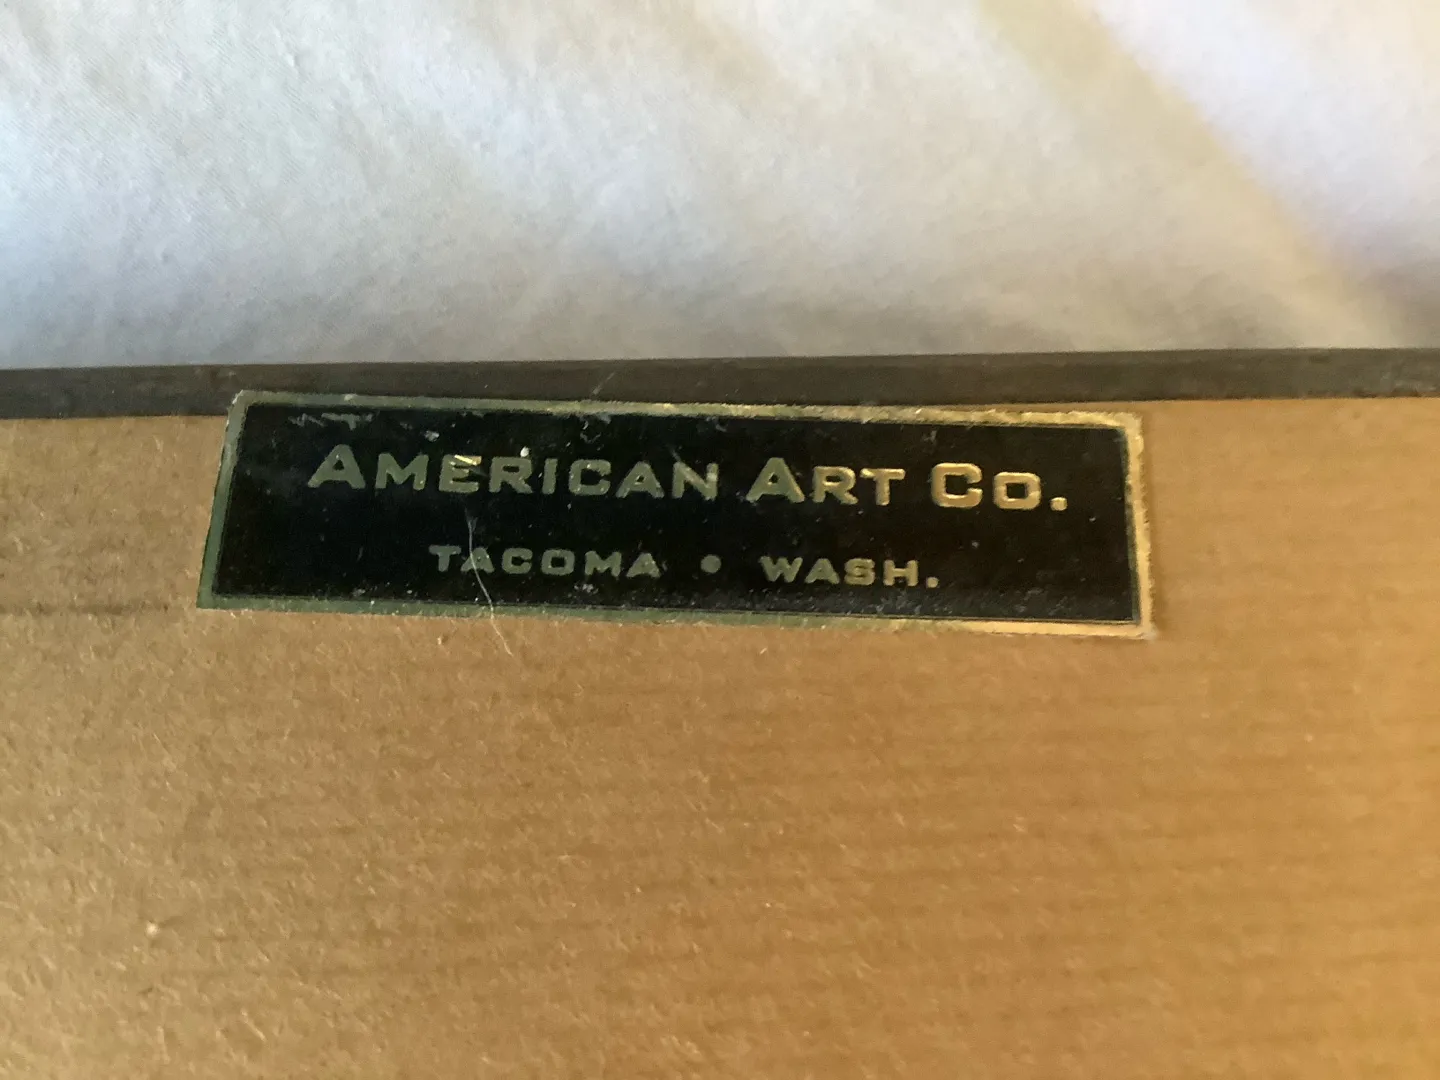 American Art Co.
Tacoma • Wash.